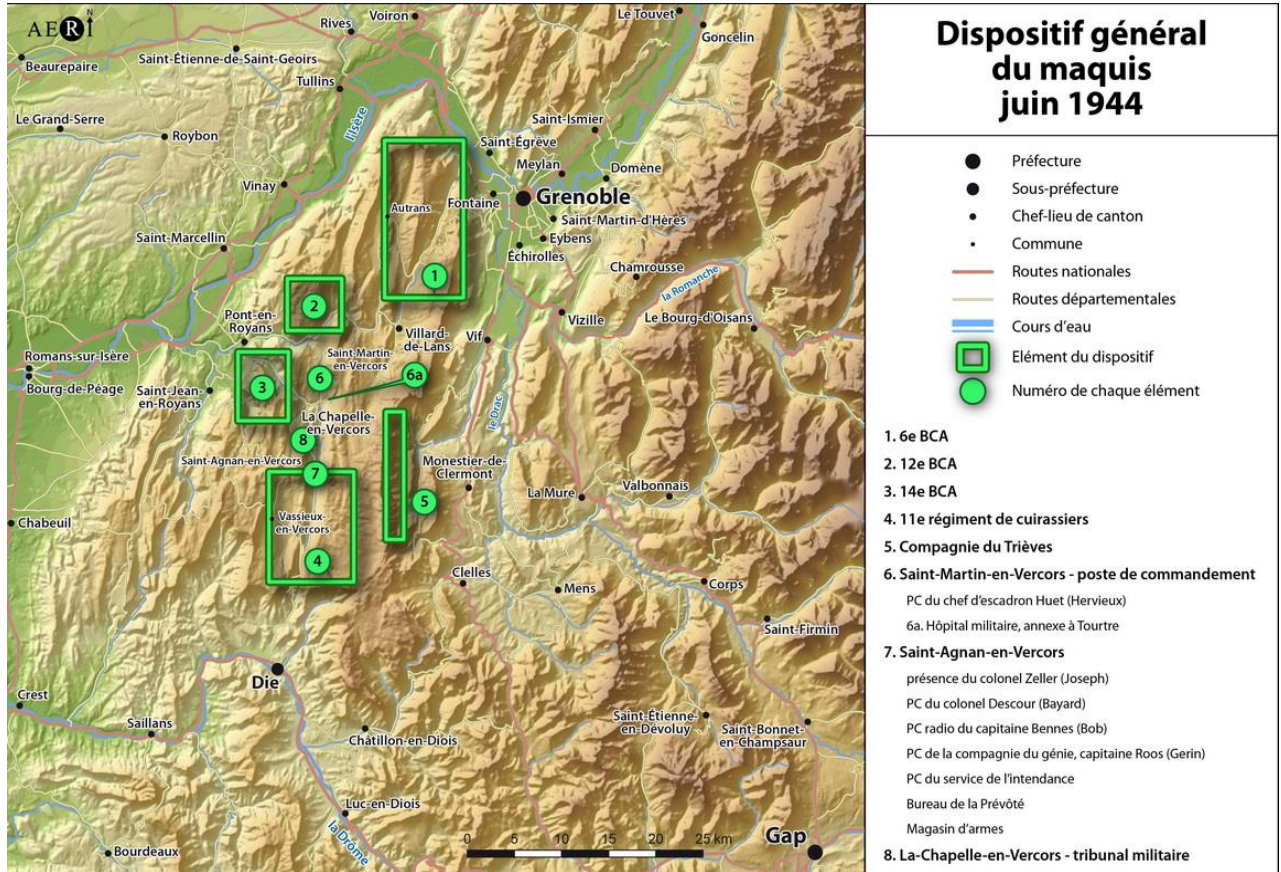 AERI
N
Voiron
Rives
Le Touvet
Goncelin
Beaurepaire
Saint-Étienne-de-Saint-Geoirs
Tullins
l'Isère
Le Grand-Serre
Roybon
Saint-Ismier
Saint-Égrève
Meylan
Domène
Vinay
Autrans
Fontaine
Grenoble
Saint-Martin-d'Hères
Eybens
Échirolles
Saint-Marcellin
1
Chamrousse
la Romanche
2
Pont-en-
Royans
Villard-
de-Lans
Vif
Vizille
Le Bourg-d'Oisans
Romans-sur-Isère
Bourg-de-Péage
Saint-Jean-
en-Royans
3
Saint-Martin-
en-Vercors
6
6a
le Drac
La Chapelle-
en-Vercors
8
Saint-Agnan-en-Vercors
7
Monestier-de-
Clermont
5
La Mure
Valbonnais
Chabeuil
Vassieux-
en-Vercors
4
Clelles
Mens
Corps
Saint-Firmin
Die
Crest
Saillans
Châtillon-en-Diois
Saint-Étienne-
en-Dévoluy
Saint-Bonnet-
en-Champsaur
Luc-en-Diois
la Drôme
Bourdeaux
0 5 10 15 20 25 km
Gap
Dispositif général
du maquis
juin 1944
Préfecture
Sous-préfecture
Chef-lieu de canton
Commune
Routes nationales
Routes départementales
Cours d'eau
Elément du dispositif
Numéro de chaque élément
1. 6e BCA
2. 12e BCA
3. 14e BCA
4. 11e régiment de cuirassiers
5. Compagnie du Trièves
6. Saint-Martin-en-Vercors - poste de commandement
PC du chef d'escadron Huet (Hervieux)
6a. Hôpital militaire, annexe à Tourtre
7. Saint-Agnan-en-Vercors
présence du colonel Zeller (Joseph)
PC du colonel Descour (Bayard)
PC radio du capitaine Bennes (Bob)
PC de la compagnie du génie, capitaine Roos (Gerin)
PC du service de l'intendance
Bureau de la Prévôté
Magasin d'armes
8. La-Chapelle-en-Vercors - tribunal militaire